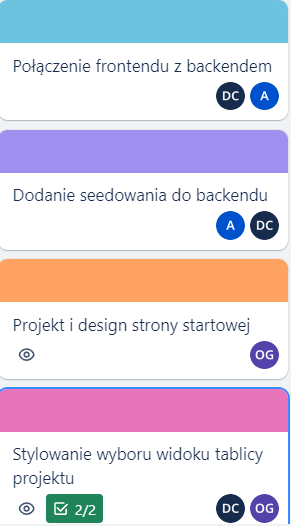 Połączenie frontendu z backendem
DC A
Dodanie seedowania do backendu
A DC
Projekt i design strony startowej
OG
Stylowanie wyboru widoku tablicy
projektu
2/2 DC OG